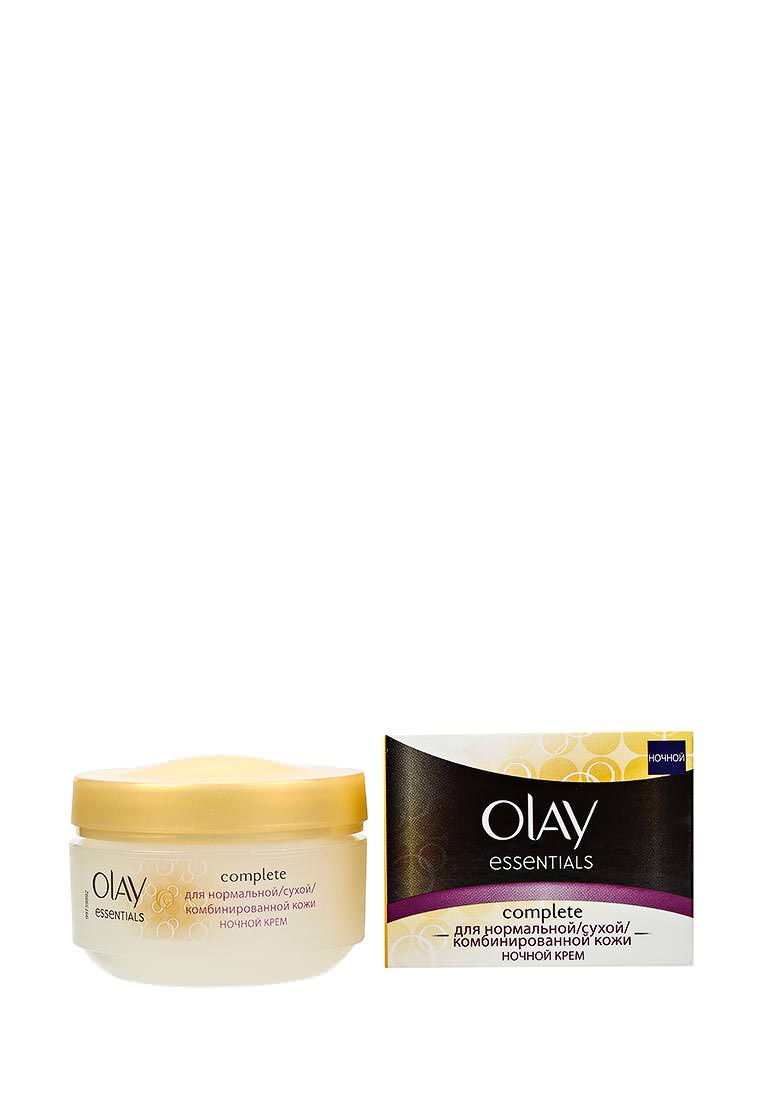 OLAY
essentials
complete
для нормальной/сухой/
комбинированной кожи
НОЧНОЙ КРЕМ
НОЧНОЙ
OLAY
essentials
complete
для нормальной/сухой/
комбинированной кожи
НОЧНОЙ КРЕМ